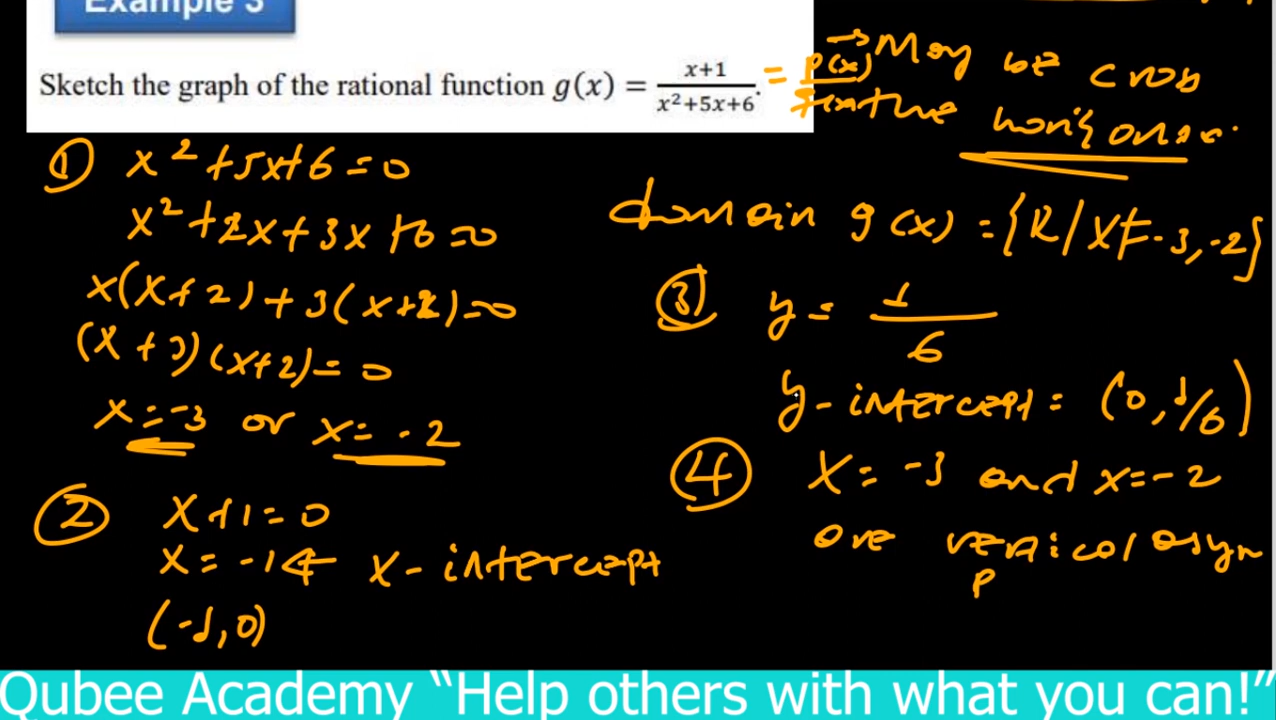 Example 3
Sketch the graph of the rational function g(x) = x+1 / x²+5x+6.
= p(x) → May be cross
the horizontal
① x² + 5x + 6 = 0
x² + 2x + 3x + 6 = 0
x(x + 2) + 3(x + 2) = 0
(x + 3)(x + 2) = 0
x = -3 or x = -2
② x + 1 = 0
x = -1 ← x - intercept
(-1, 0)
domain g(x) = {R / x ≠ -3, -2}
③ y = 1 / 6
y - intercept = (0, 1/6)
④ x = -3 and x = -2
are vertical asym
p
Qubee Academy “Help others with what you can!”